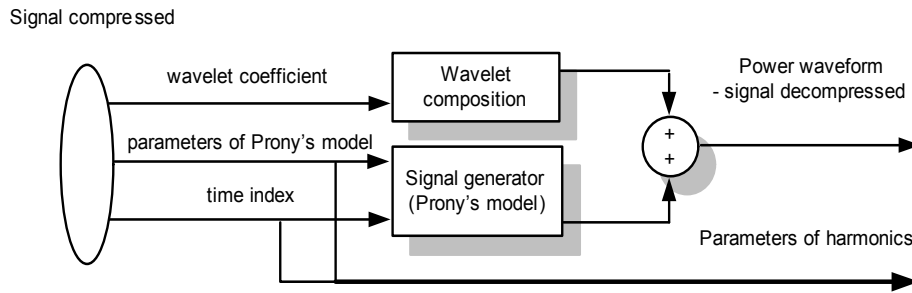 Signal compressed
wavelet coefficient
Wavelet
composition
Power waveform
- signal decompressed
parameters of Prony's model
+
+
time index
Signal generator
(Prony's model)
Parameters of harmonics